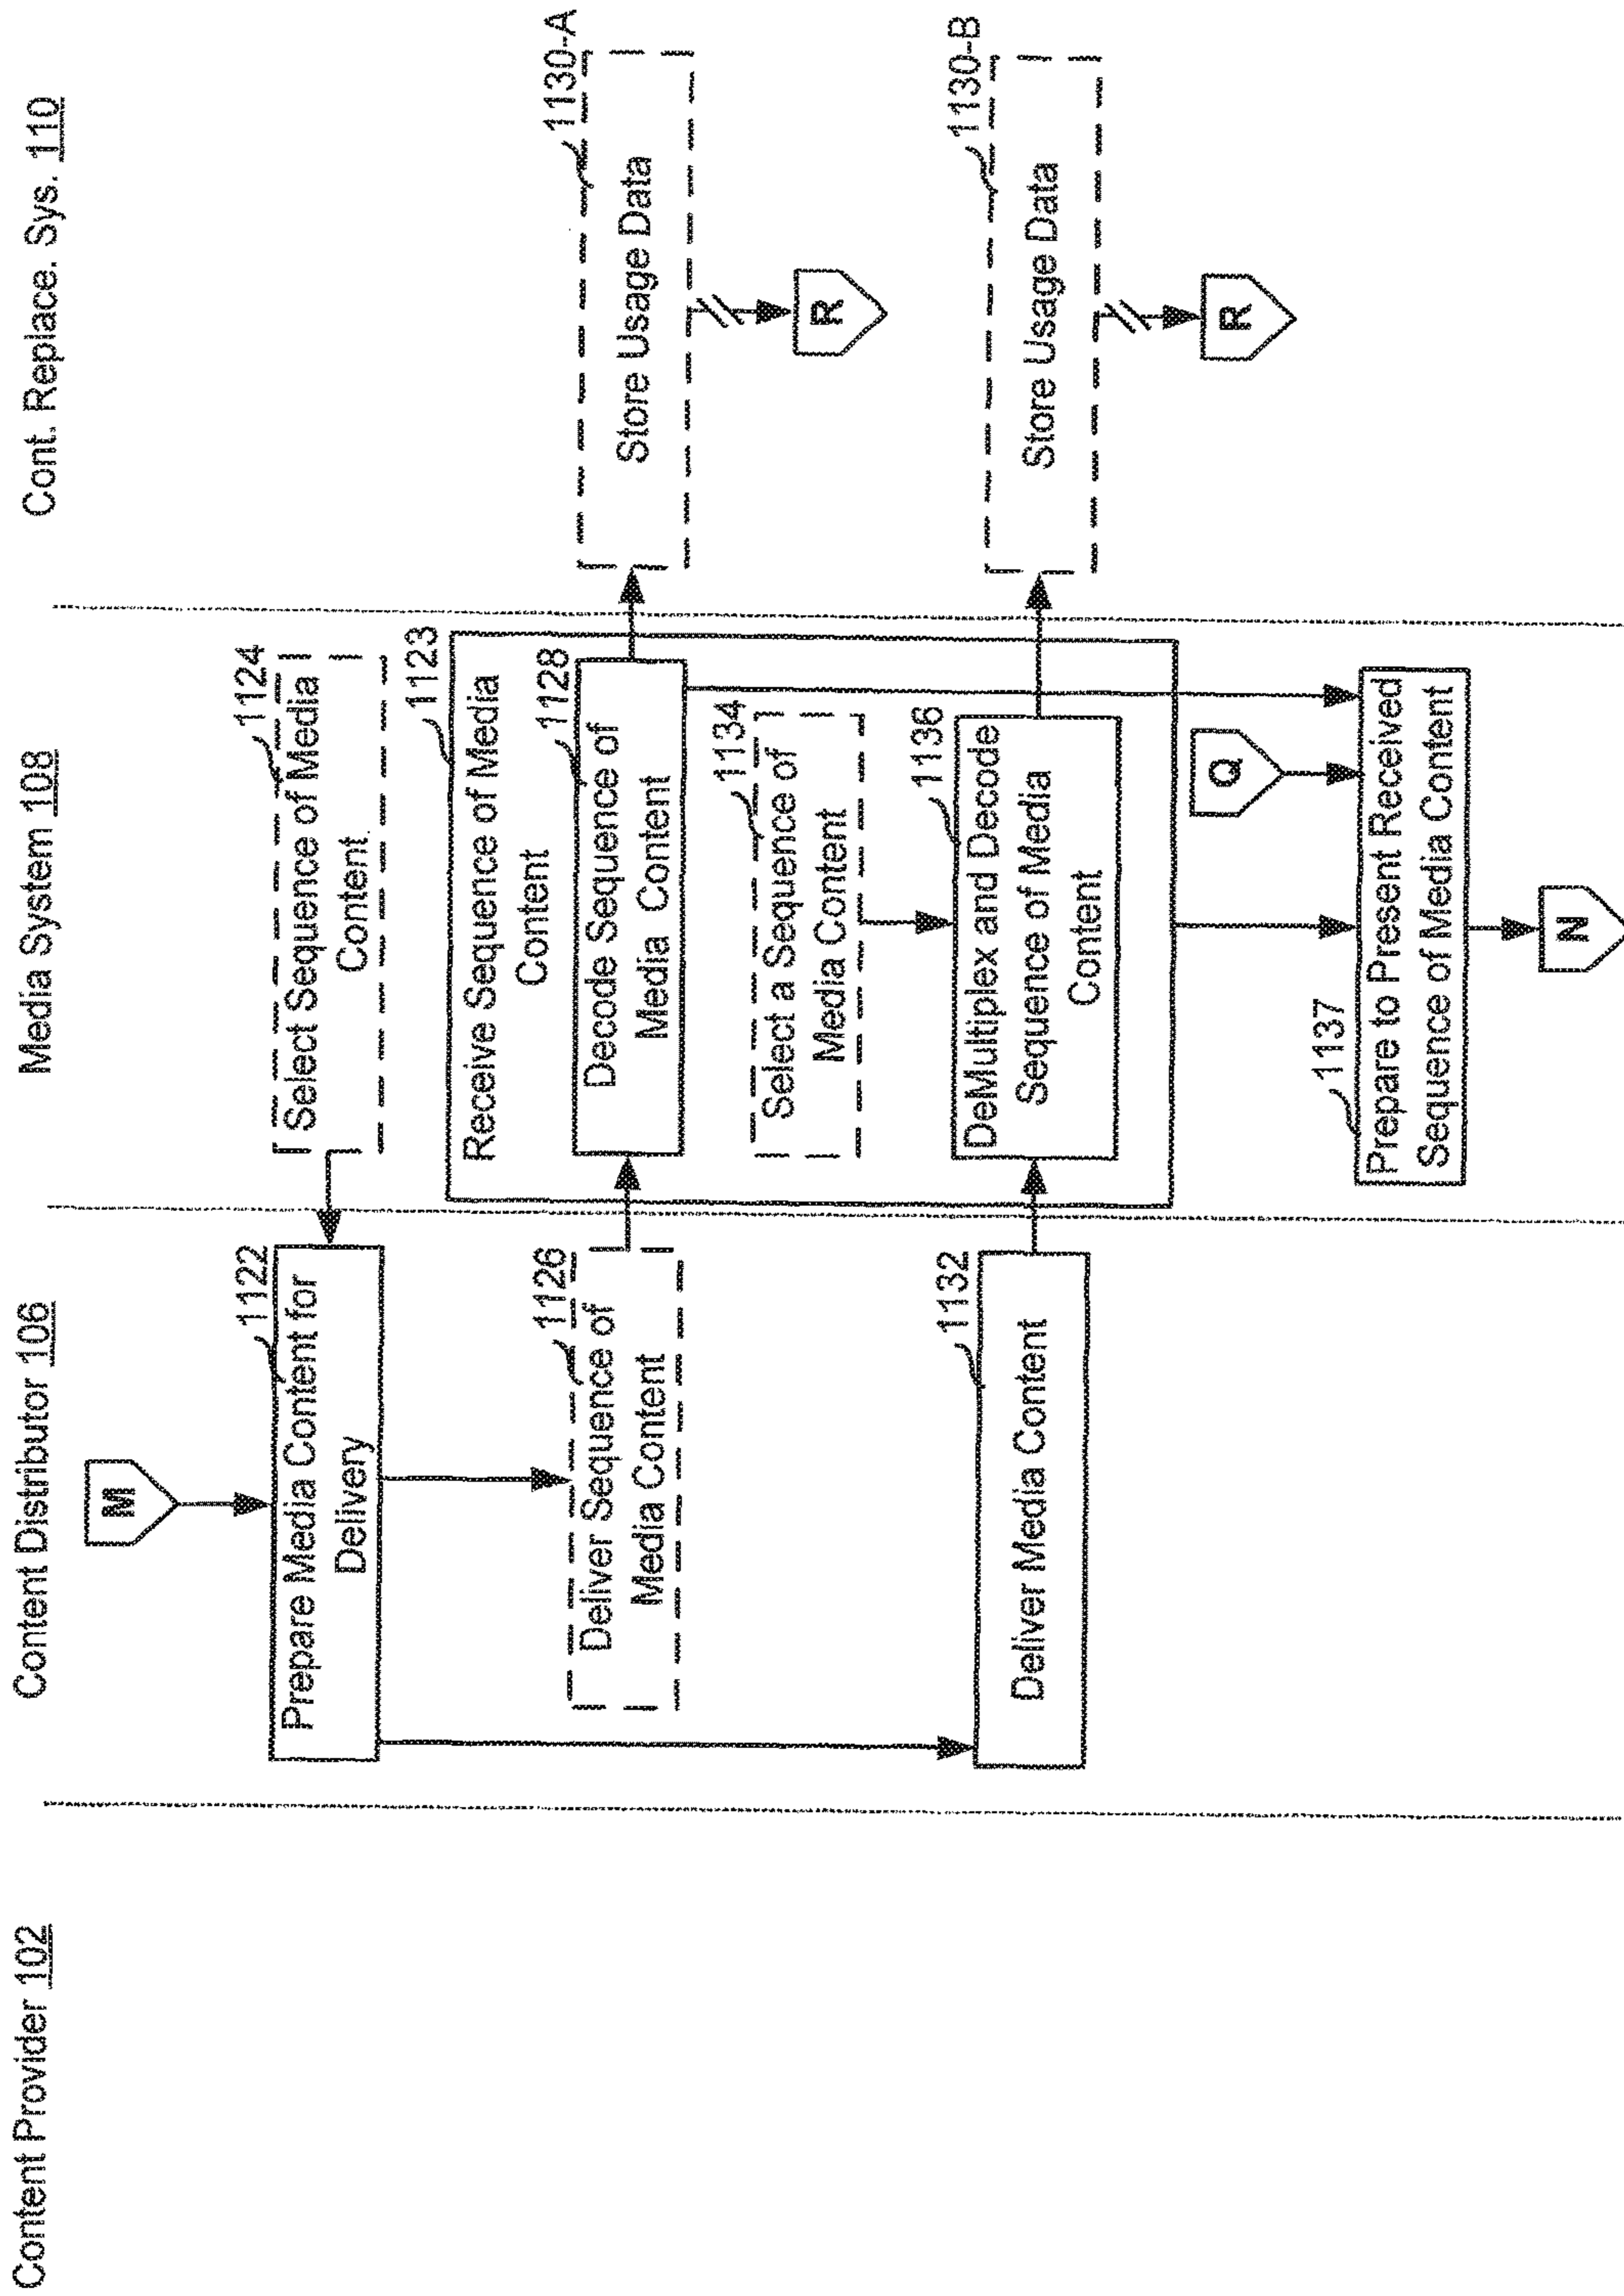 Content Provider 102
Content Distributor 106
Media System 108
Cont. Replace. Sys. 110
M
1122
Prepare Media Content for
Delivery
1124
Select Sequence of Media
Content
1123
Receive Sequence of Media
Content
1126
Deliver Sequence of
Media Content
1128
Decode Sequence of
Media Content
1130-A
Store Usage Data
R
1134
Select a Sequence of
Media Content
1132
Deliver Media Content
1136
DeMultiplex and Decode
Sequence of Media
Content
1130-B
Store Usage Data
R
Q
1137
Prepare to Present Received
Sequence of Media Content
N